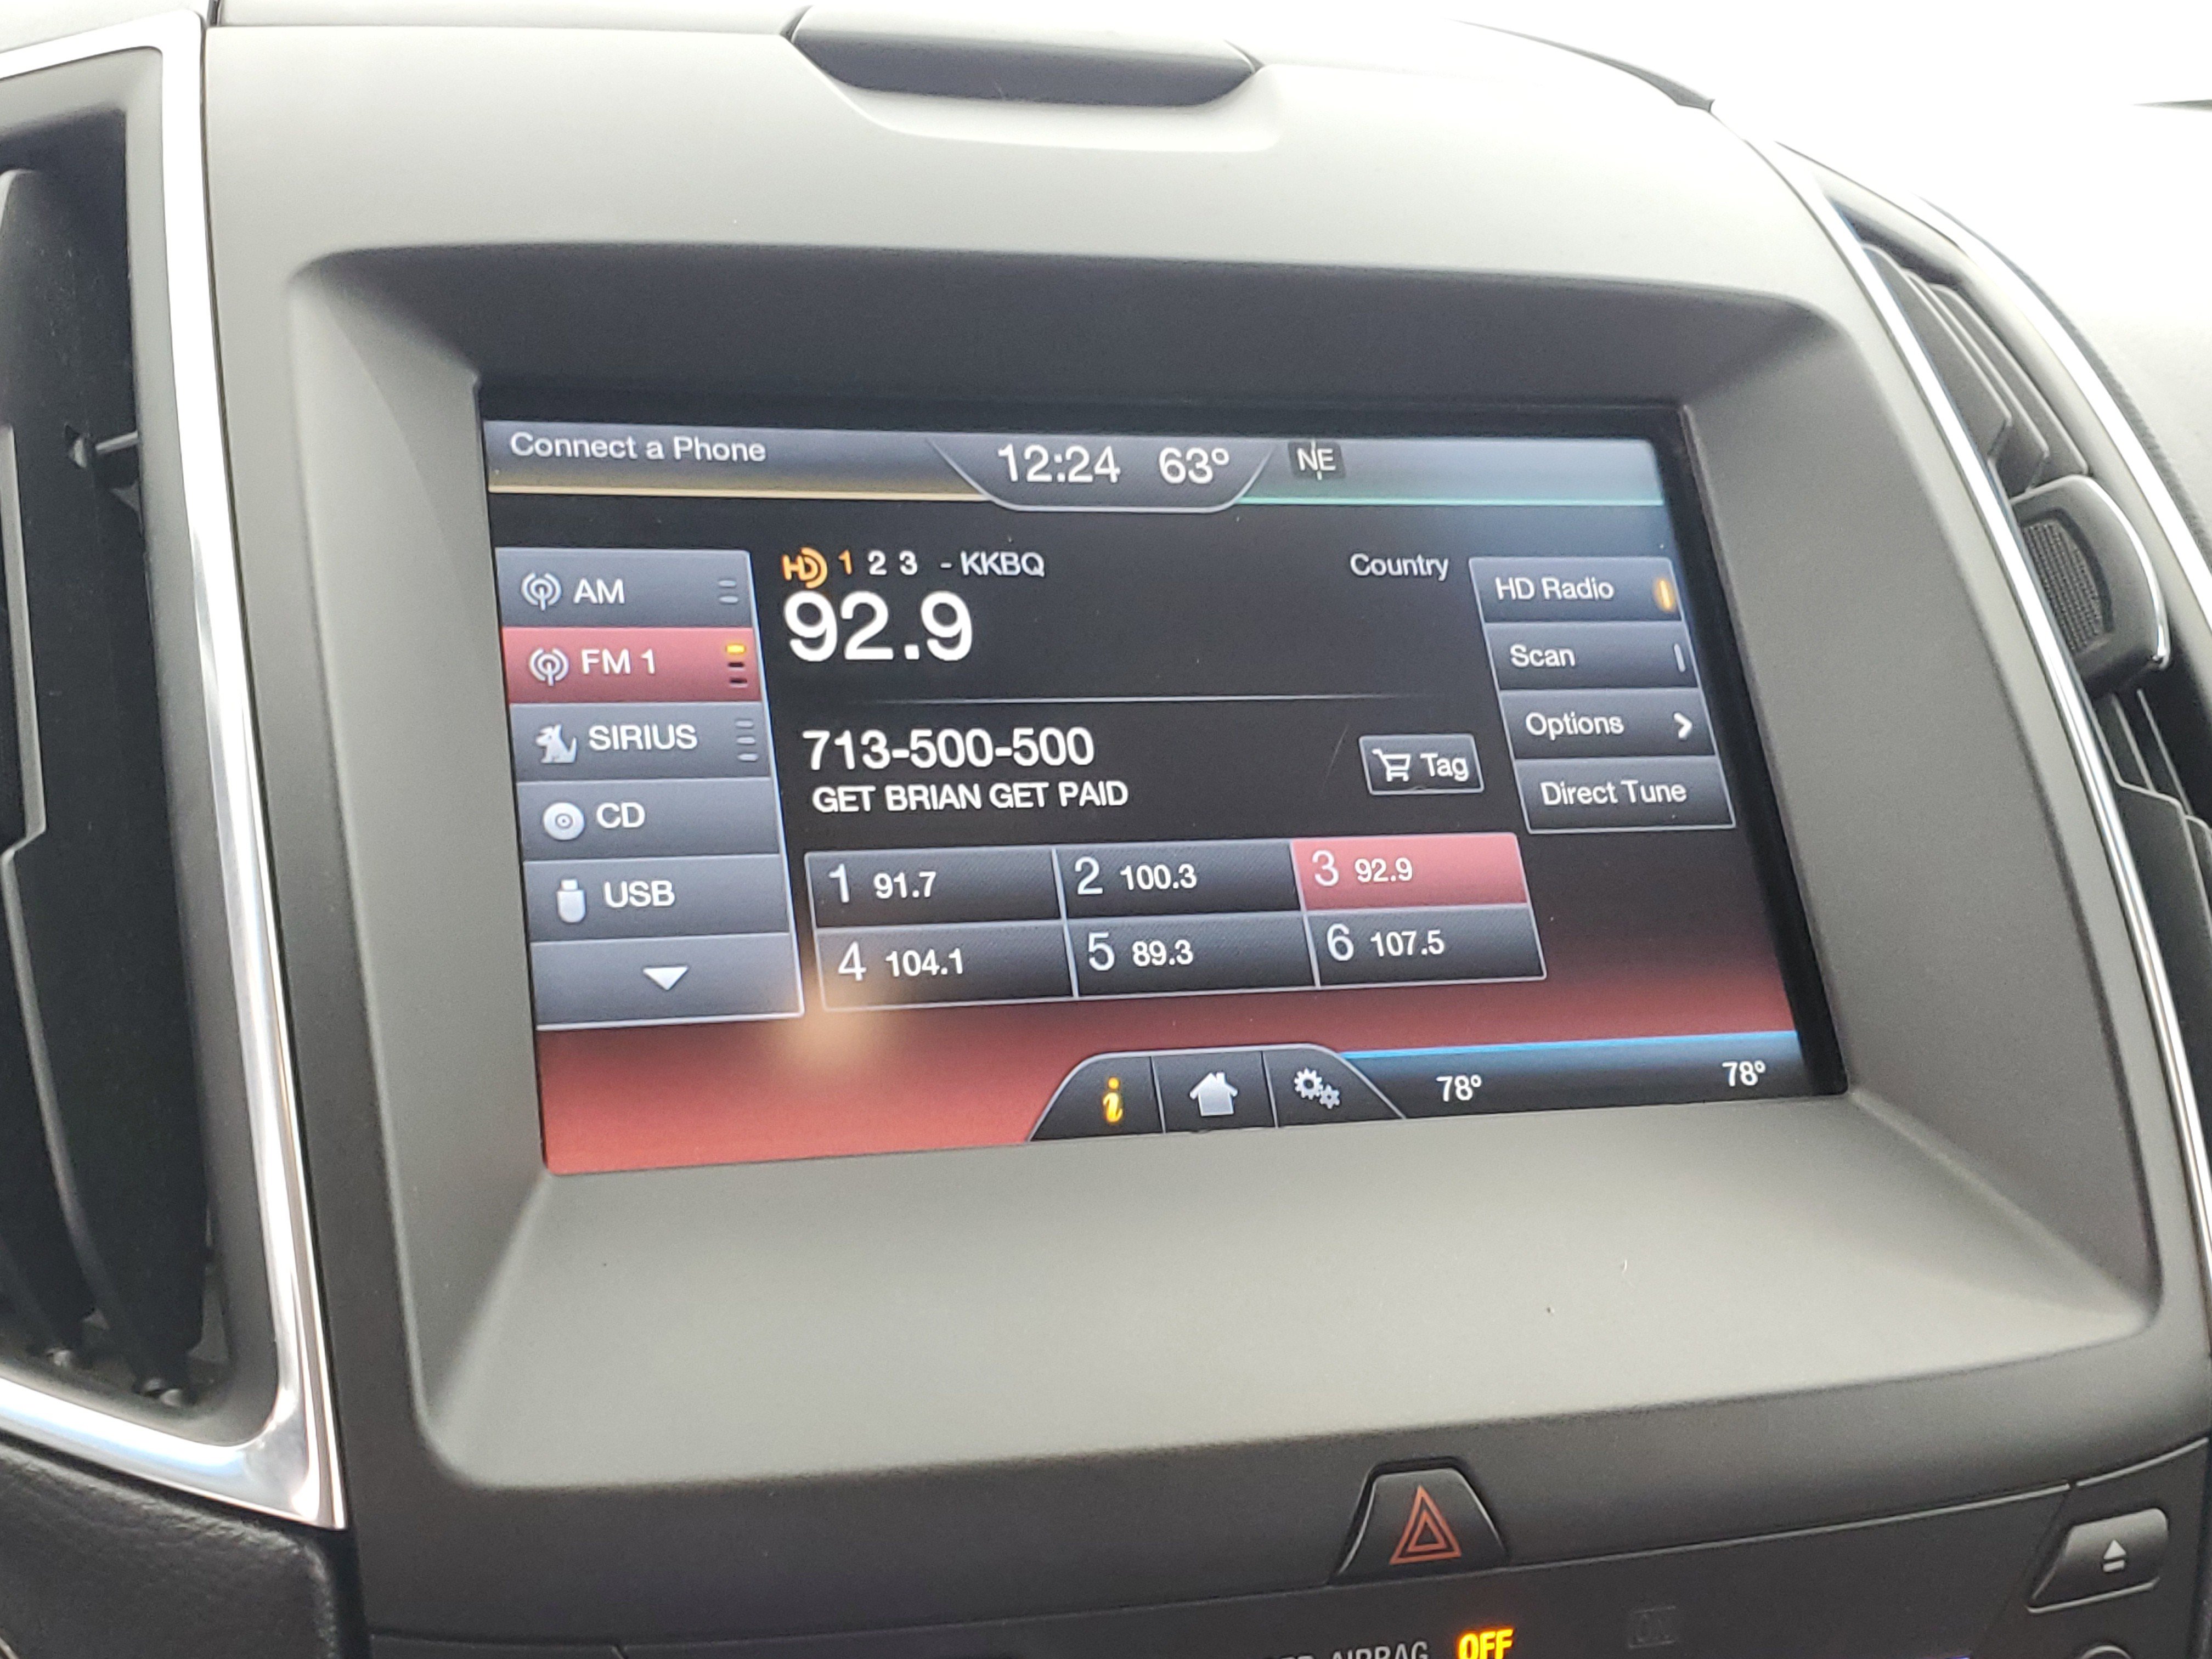 Connect a Phone
12:24 63° NE
AM
FM 1
SIRIUS
CD
USB
HD 1 2 3 - KKBQ
Country
92.9
713-500-500
GET BRIAN GET PAID
Tag
HD Radio
Scan
Options
Direct Tune
1 91.7
2 100.3
3 92.9
4 104.1
5 89.3
6 107.5
i
78° 78°
AIRBAG OFF
ON